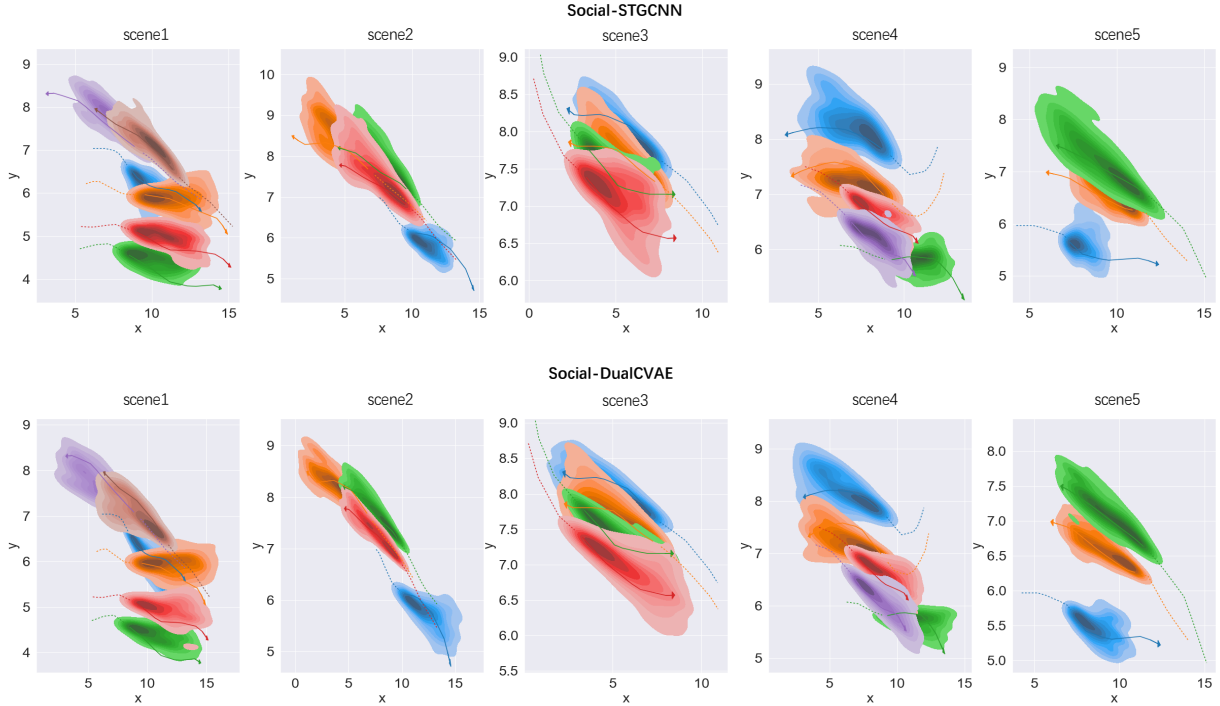 Social-STGCNN
scene1 scene2 scene3 scene4 scene5
9 8 7 6 5 4
y
5 10 15
x
10 9 8 7 6 5
y
5 10 15
x
9.0 8.5 8.0 7.5 7.0 6.5 6.0
y
0 5 10
x
9 8 7 6
y
5 10
x
9 8 7 6 5
y
5 10 15
x
Social-DualCVAE
scene1 scene2 scene3 scene4 scene5
9 8 7 6 5 4
y
5 10 15
x
9 8 7 6 5
y
0 5 10 15
x
9.0 8.5 8.0 7.5 7.0 6.5 6.0 5.5
y
0 5 10
x
9 8 7 6 5
y
5 10 15
x
8.0 7.5 7.0 6.5 6.0 5.5 5.0
y
5 10 15
x